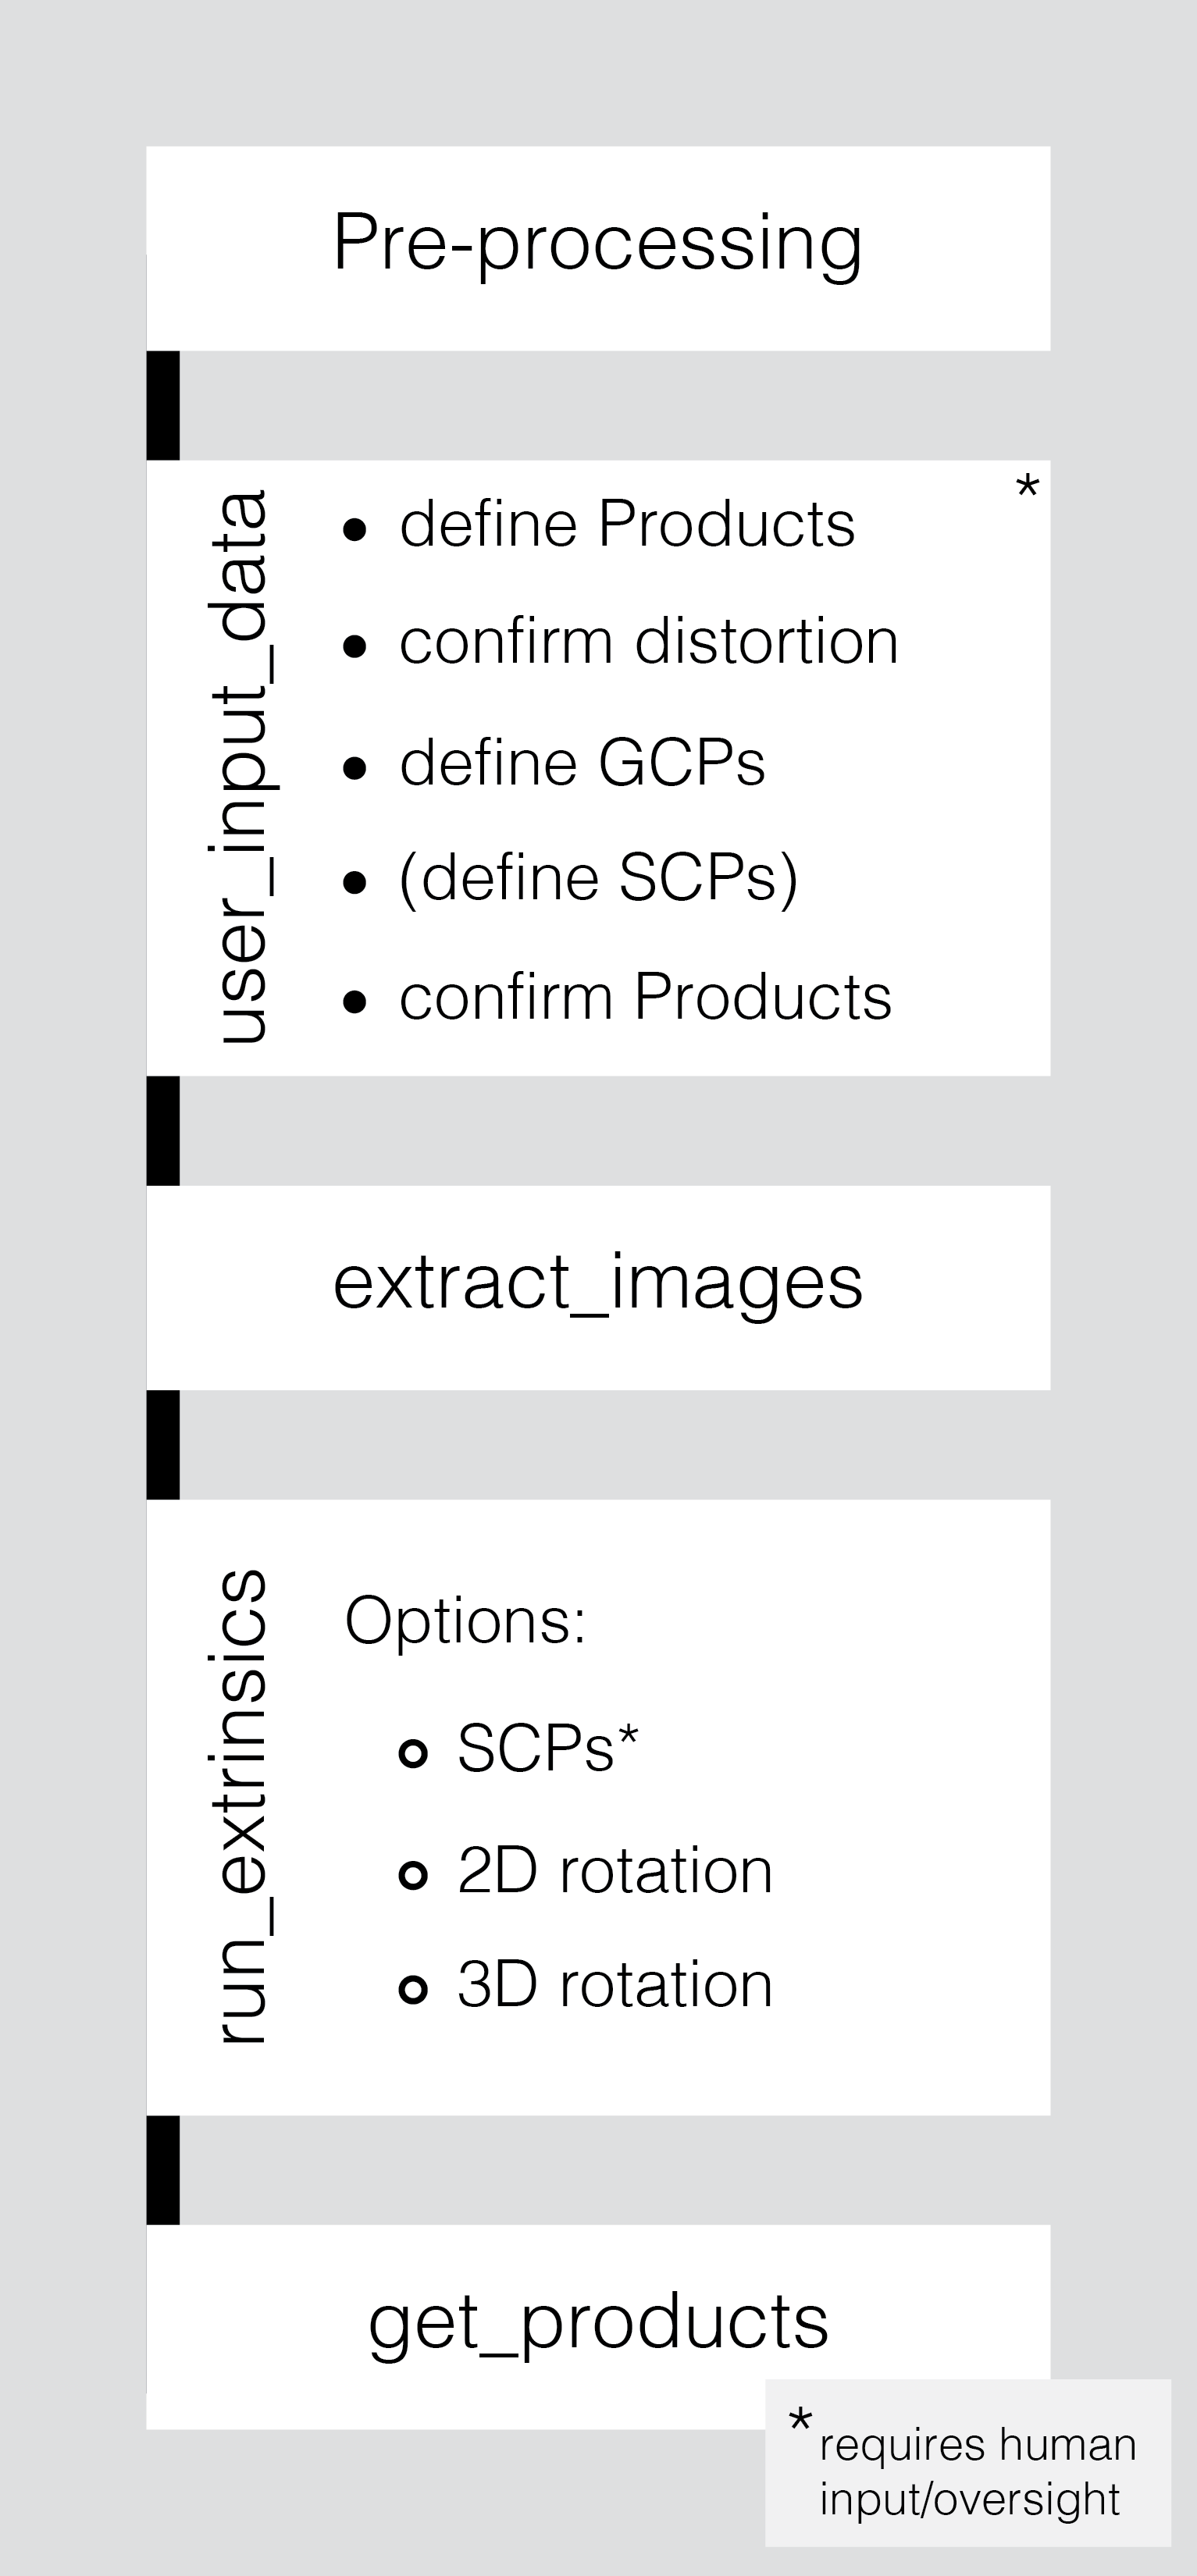 Pre-processing
*
user_input_data
• define Products
• confirm distortion
• define GCPs
• (define SCPs)
• confirm Products
extract_images
run_extrinsics
Options:
SCPs*
2D rotation
3D rotation
get_products
* requires human
input/oversight